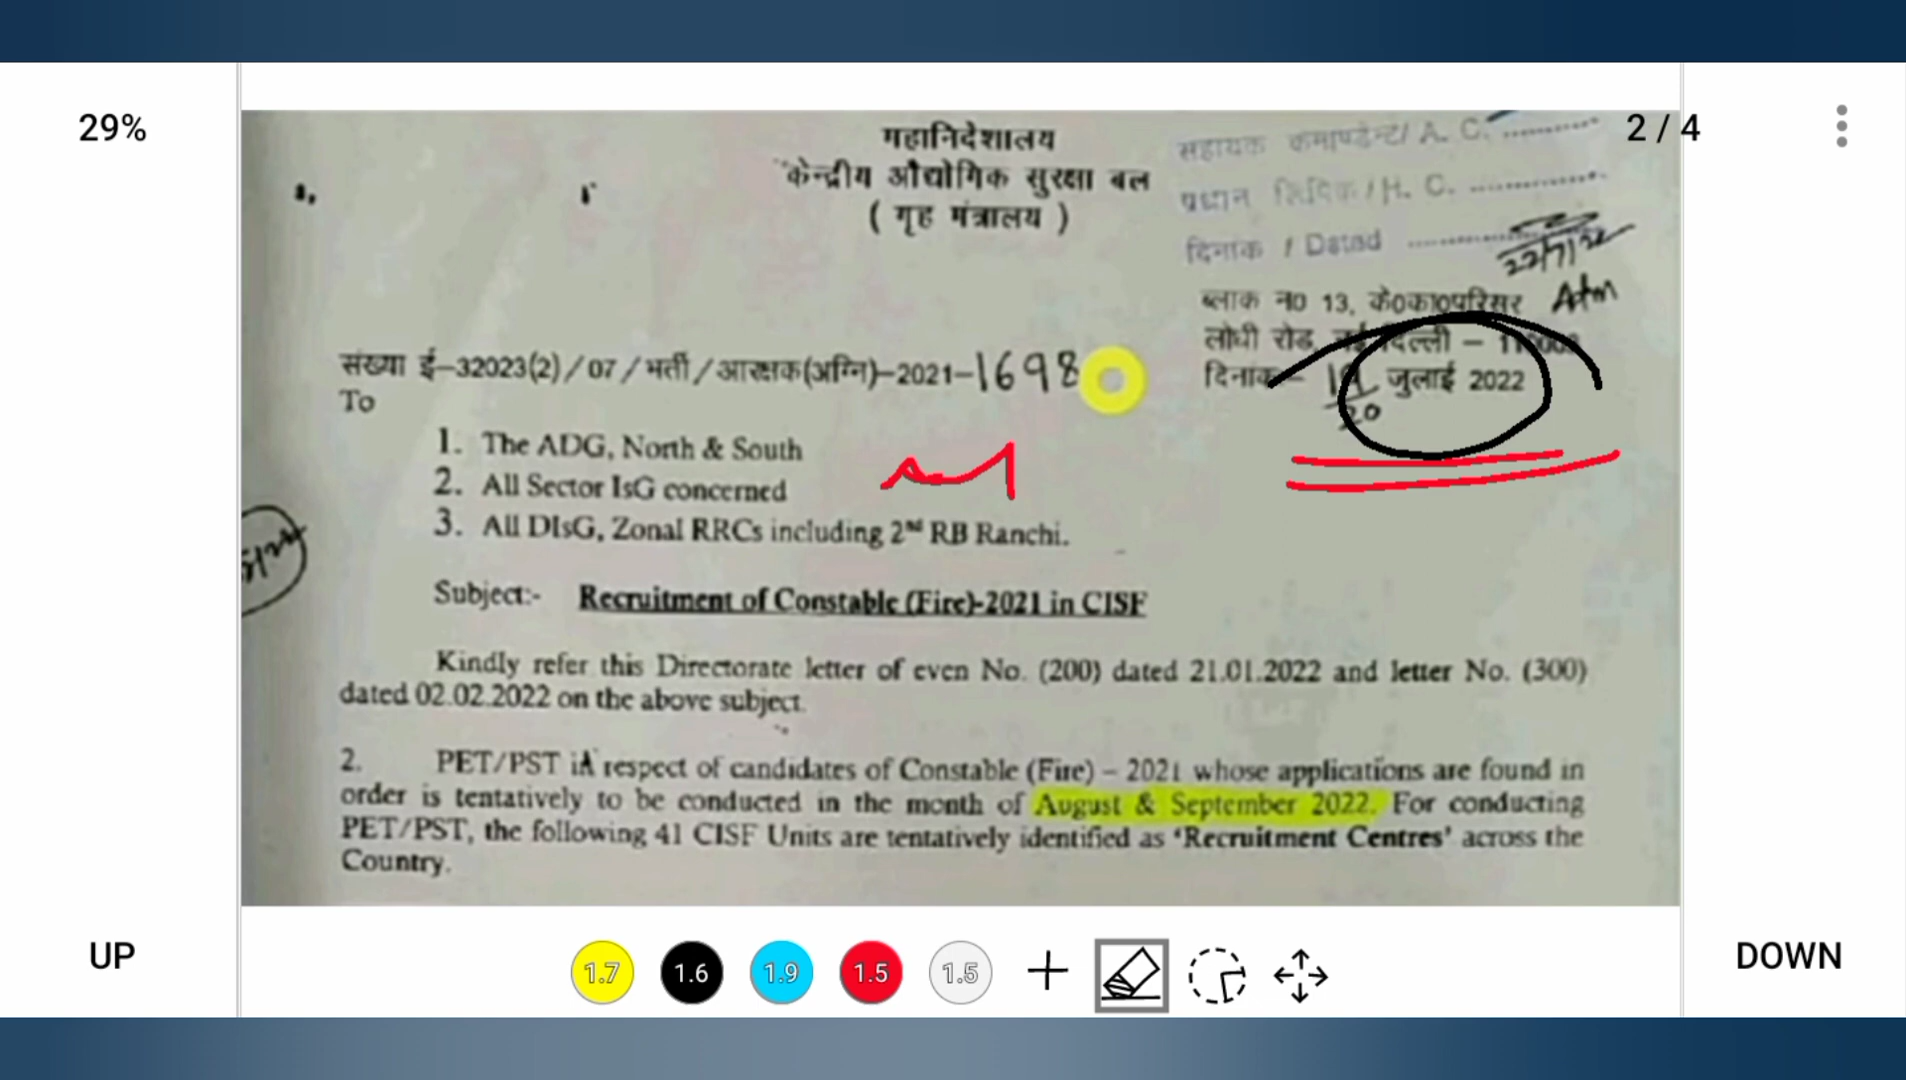 29%
2 / 4
महानिदेशालय
केन्द्रीय औद्योगिक सुरक्षा बल
( गृह मंत्रालय )
सहायक कमाण्डेन्ट/ A. C. ............
प्रधान लिपिक / H. C. ................
दिनांक / Dated ................
22/7/22
ब्लाक न0 13, के0का0परिसर
लोधी रोड, नई दिल्ली – 110003
दिनांक – 19 जुलाई 2022
20
संख्या ई–32023(2) / 07 / भर्ती / आरक्षक(अग्नि)–2021–1698
To
1. The ADG, North & South
2. All Sector IsG concerned
3. All DIsG, Zonal RRCs including 2nd RB Ranchi.
Subject:- Recruitment of Constable (Fire)-2021 in CISF
Kindly refer this Directorate letter of even No. (200) dated 21.01.2022 and letter No. (300)
dated 02.02.2022 on the above subject.
2. PET/PST in respect of candidates of Constable (Fire) – 2021 whose applications are found in
order is tentatively to be conducted in the month of August & September 2022. For conducting
PET/PST, the following 41 CISF Units are tentatively identified as ‘Recruitment Centres’ across the
Country.
UP
1.7
1.6
1.9
1.5
1.5
DOWN